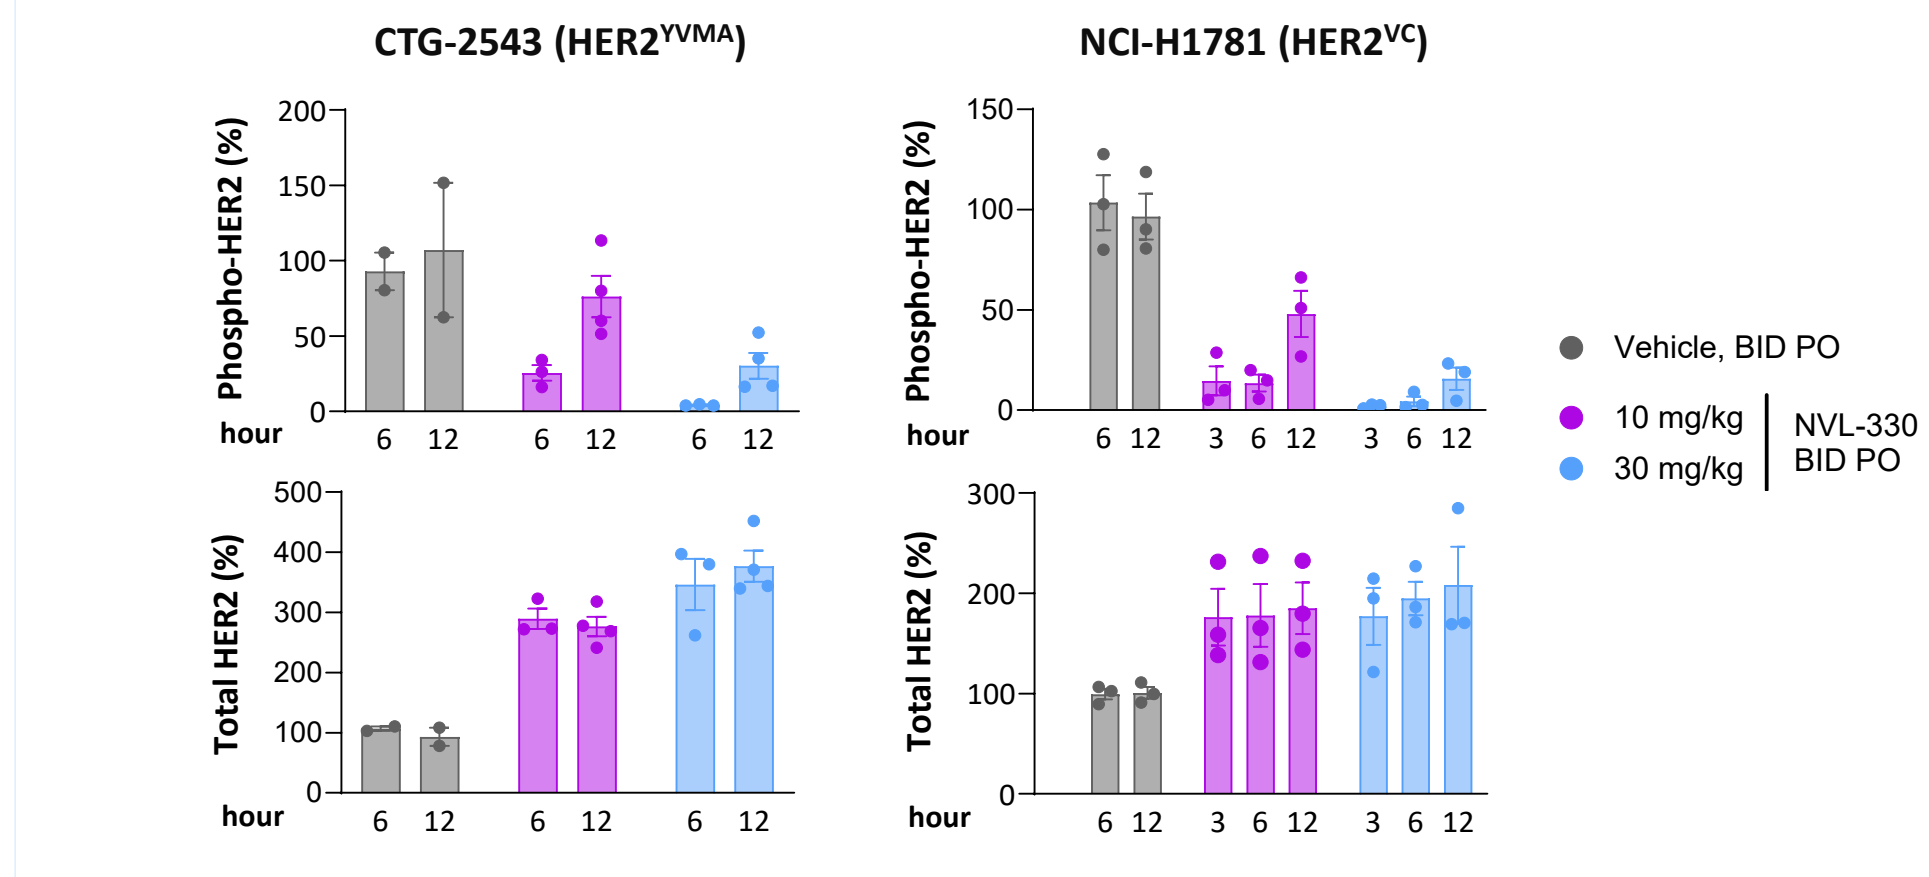 CTG-2543 (HER2YVMA)
NCI-H1781 (HER2VC)
Phospho-HER2 (%)
200
150
100
50
0
hour
6 12 6 12 6 12
Phospho-HER2 (%)
150
100
50
0
hour
6 12 3 6 12 3 6 12
Total HER2 (%)
500
400
300
200
100
0
hour
6 12 6 12 6 12
Total HER2 (%)
300
200
100
0
hour
6 12 3 6 12 3 6 12
Vehicle, BID PO
10 mg/kg
30 mg/kg
NVL-330
BID PO